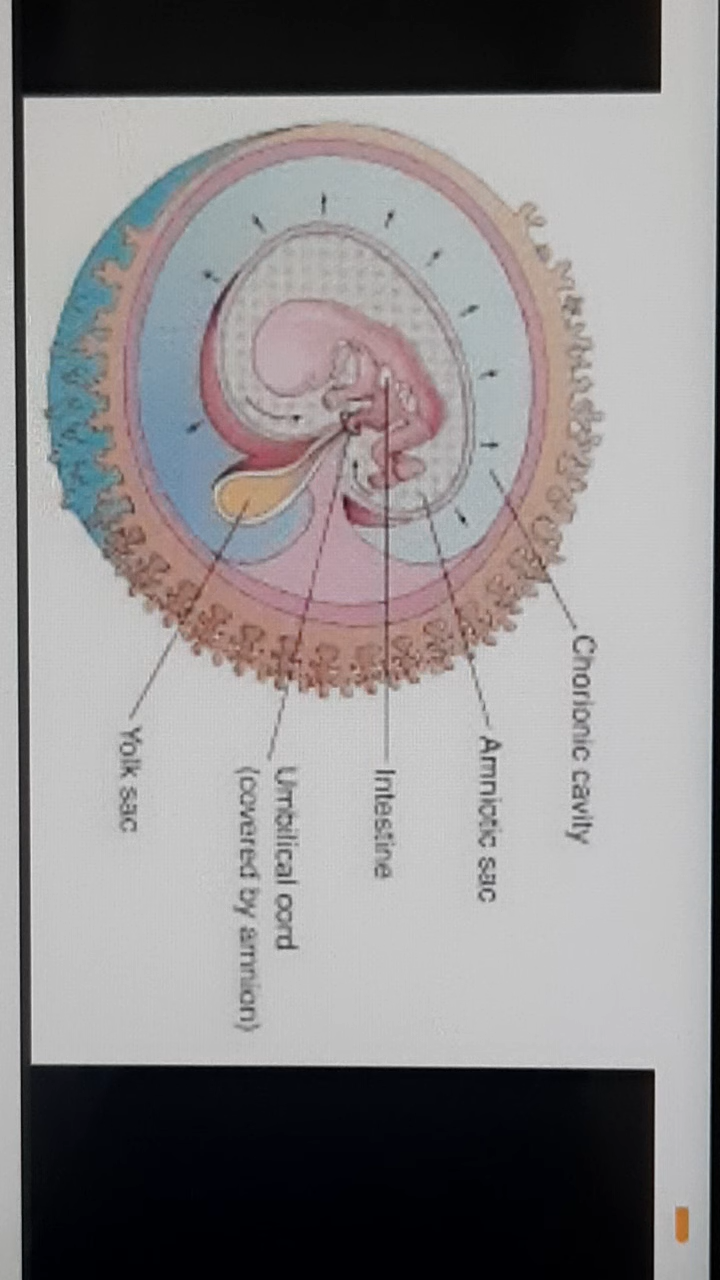 Chorionic cavity
Amniotic sac
Intestine
Umbilical cord
(covered by amnion)
Yolk sac